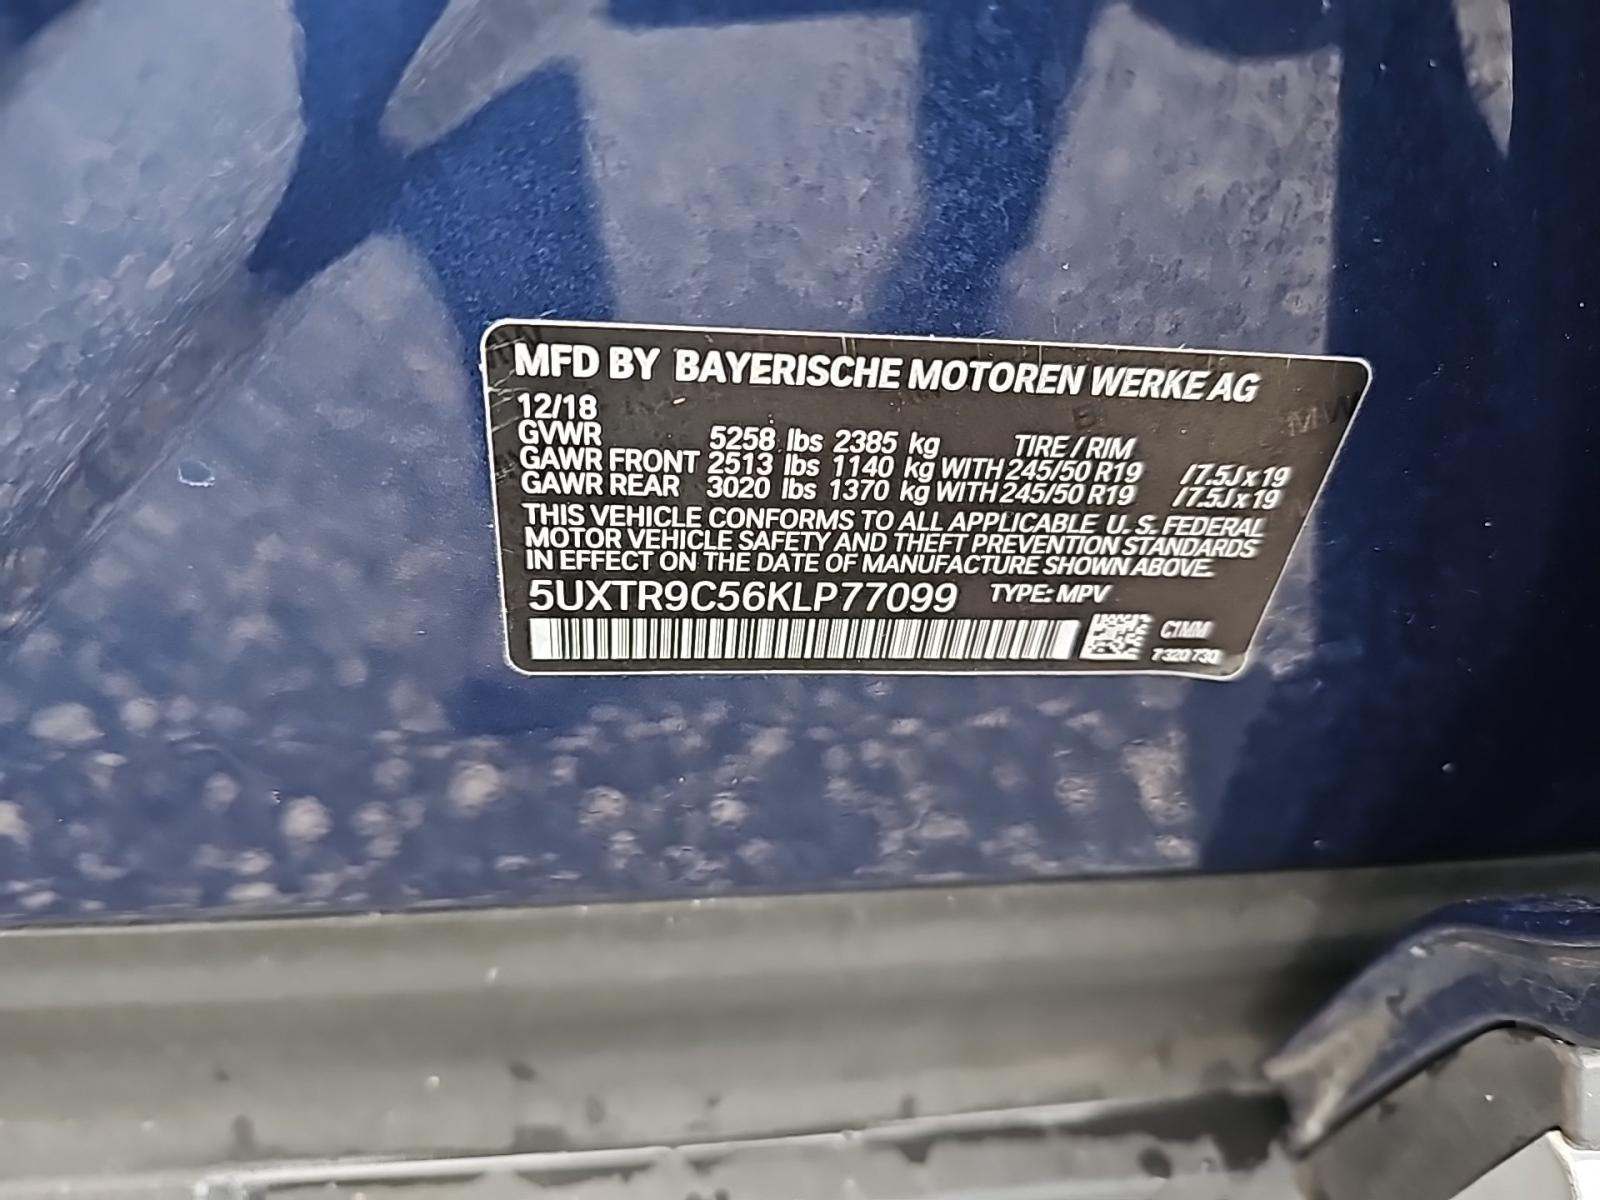 MFD BY BAYERISCHE MOTOREN WERKE AG
12/18
GVWR 5258 lbs 2385 kg TIRE / RIM
GAWR FRONT 2513 lbs 1140 kg WITH 245/50 R19 /7.5J x 19
GAWR REAR 3020 lbs 1370 kg WITH 245/50 R19 /7.5J x 19
THIS VEHICLE CONFORMS TO ALL APPLICABLE U. S. FEDERAL
MOTOR VEHICLE SAFETY AND THEFT PREVENTION STANDARDS
IN EFFECT ON THE DATE OF MANUFACTURE SHOWN ABOVE.
5UXTR9C56KLP77099 TYPE: MPV
C1MM
7 320 730